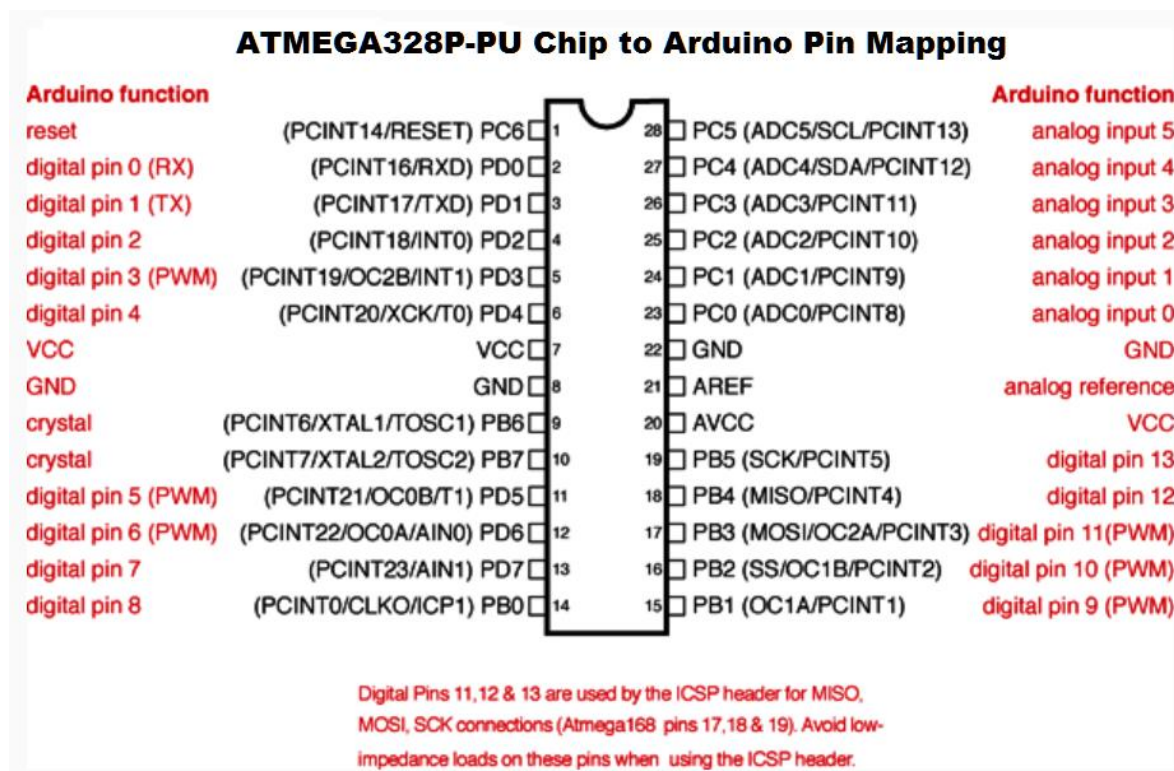 ATMEGA328P-PU Chip to Arduino Pin Mapping
Arduino function Arduino function
reset (PCINT14/RESET) PC6 1 28 PC5 (ADC5/SCL/PCINT13) analog input 5
digital pin 0 (RX) (PCINT16/RXD) PD0 2 27 PC4 (ADC4/SDA/PCINT12) analog input 4
digital pin 1 (TX) (PCINT17/TXD) PD1 3 26 PC3 (ADC3/PCINT11) analog input 3
digital pin 2 (PCINT18/INT0) PD2 4 25 PC2 (ADC2/PCINT10) analog input 2
digital pin 3 (PWM) (PCINT19/OC2B/INT1) PD3 5 24 PC1 (ADC1/PCINT9) analog input 1
digital pin 4 (PCINT20/XCK/T0) PD4 6 23 PC0 (ADC0/PCINT8) analog input 0
VCC VCC 7 22 GND GND
GND GND 8 21 AREF analog reference
crystal (PCINT6/XTAL1/TOSC1) PB6 9 20 AVCC VCC
crystal (PCINT7/XTAL2/TOSC2) PB7 10 19 PB5 (SCK/PCINT5) digital pin 13
digital pin 5 (PWM) (PCINT21/OC0B/T1) PD5 11 18 PB4 (MISO/PCINT4) digital pin 12
digital pin 6 (PWM) (PCINT22/OC0A/AIN0) PD6 12 17 PB3 (MOSI/OC2A/PCINT3) digital pin 11(PWM)
digital pin 7 (PCINT23/AIN1) PD7 13 16 PB2 (SS/OC1B/PCINT2) digital pin 10 (PWM)
digital pin 8 (PCINT0/CLKO/ICP1) PB0 14 15 PB1 (OC1A/PCINT1) digital pin 9 (PWM)
Digital Pins 11,12 & 13 are used by the ICSP header for MISO,
MOSI, SCK connections (Atmega168 pins 17,18 & 19). Avoid low-
impedance loads on these pins when using the ICSP header.